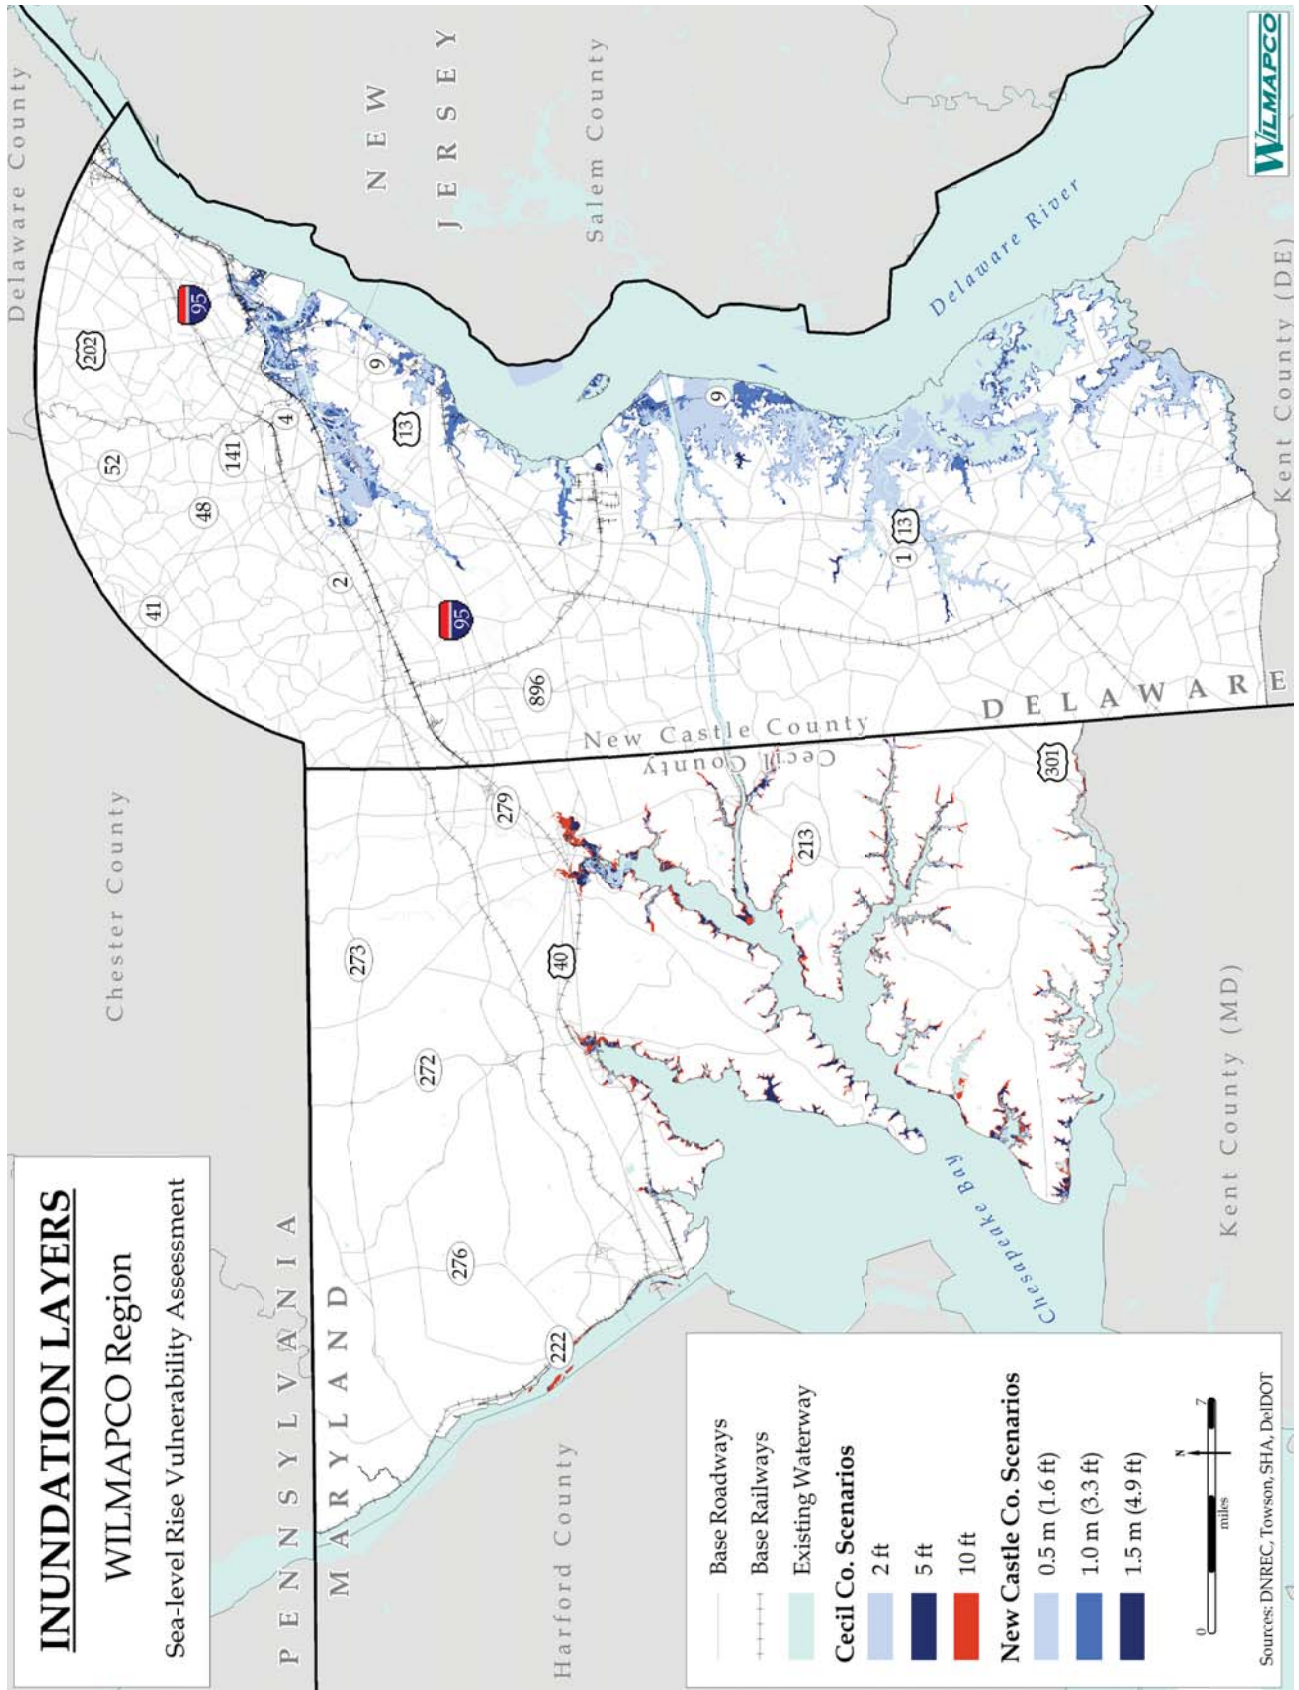 INUNDATION LAYERS
WILMAPCO Region
Sea-level Rise Vulnerability Assessment
PENNSYLVANIA
MARYLAND
Chester County
Delaware County
NEW
JERSEY
Salem County
Harford County
Kent County (MD)
Kent County (DE)
New Castle County
Cecil County
DELAWARE
Delaware River
Chesapeake Bay
202
95
52
141
48
41
4
9
13
2
95
896
9
1
13
279
273
272
276
222
40
213
301
Base Roadways
Base Railways
Existing Waterway
Cecil Co. Scenarios
2 ft
5 ft
10 ft
New Castle Co. Scenarios
0.5 m (1.6 ft)
1.0 m (3.3 ft)
1.5 m (4.9 ft)
N
0
7
miles
Sources: DNREC, Towson, SHA, DelDOT
WILMAPCO